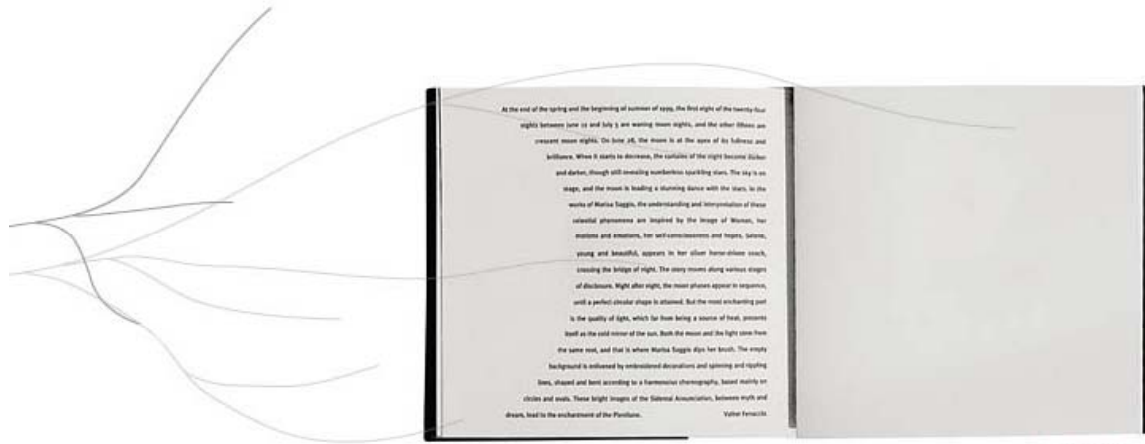 At the end of the spring and the beginning of summer of 1999, the first night of the twenty-four
nights between June 12 and July 5 are waning moon nights, and the other fifteen are
crescent moon nights. On June 28, the moon is at the apex of its fullness and
brilliance. When it starts to decrease, the curtains of the night become darker
and darker, though still revealing numberless sparkling stars. The sky is on
stage, and the moon is leading a stunning dance with the stars. In the
works of Marisa Saggio, the understanding and interpretation of these
celestial phenomena are inspired by the image of Women, her
motions and emotions, her self-consciousness and hopes. Selene,
young and beautiful, appears in her silver horse-driven coach,
crossing the bridge of night. The story moves along various stages
of disclosure. Night after night, the moon phases appear in sequence,
until a perfect circular shape is attained. But the most enchanting part
is the quality of light, which far from being a source of heat, presents
itself as the cold mirror of the sun. Both the moon and the light stem from
the same root, and that is where Marisa Saggio dips her brush. The empty
background is enlivened by embroidered decorations and spinning and rippling
lines, shaped and bent according to a harmonious choreography, based mainly on
circles and ovals. These bright images of the Sidereal Annunciation, between myth and
dream, lead to the enchantment of the Plenilune.